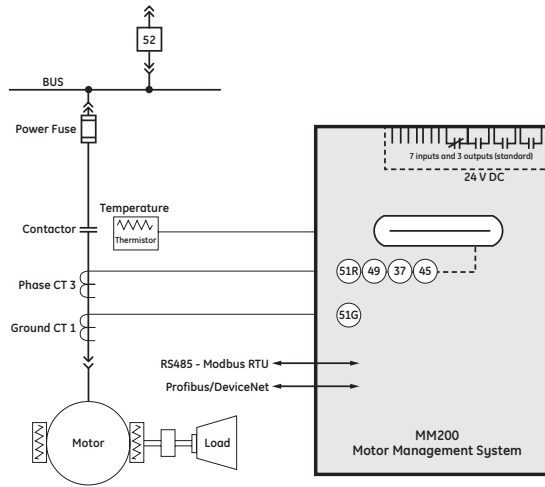 52
BUS
Power Fuse
7 inputs and 3 outputs (standard)
24 V DC
Temperature
Thermistor
Contactor
51R 49 37 45
Phase CT 3
51G
Ground CT 1
RS485 - Modbus RTU
Profibus/DeviceNet
Motor
Load
MM200
Motor Management System